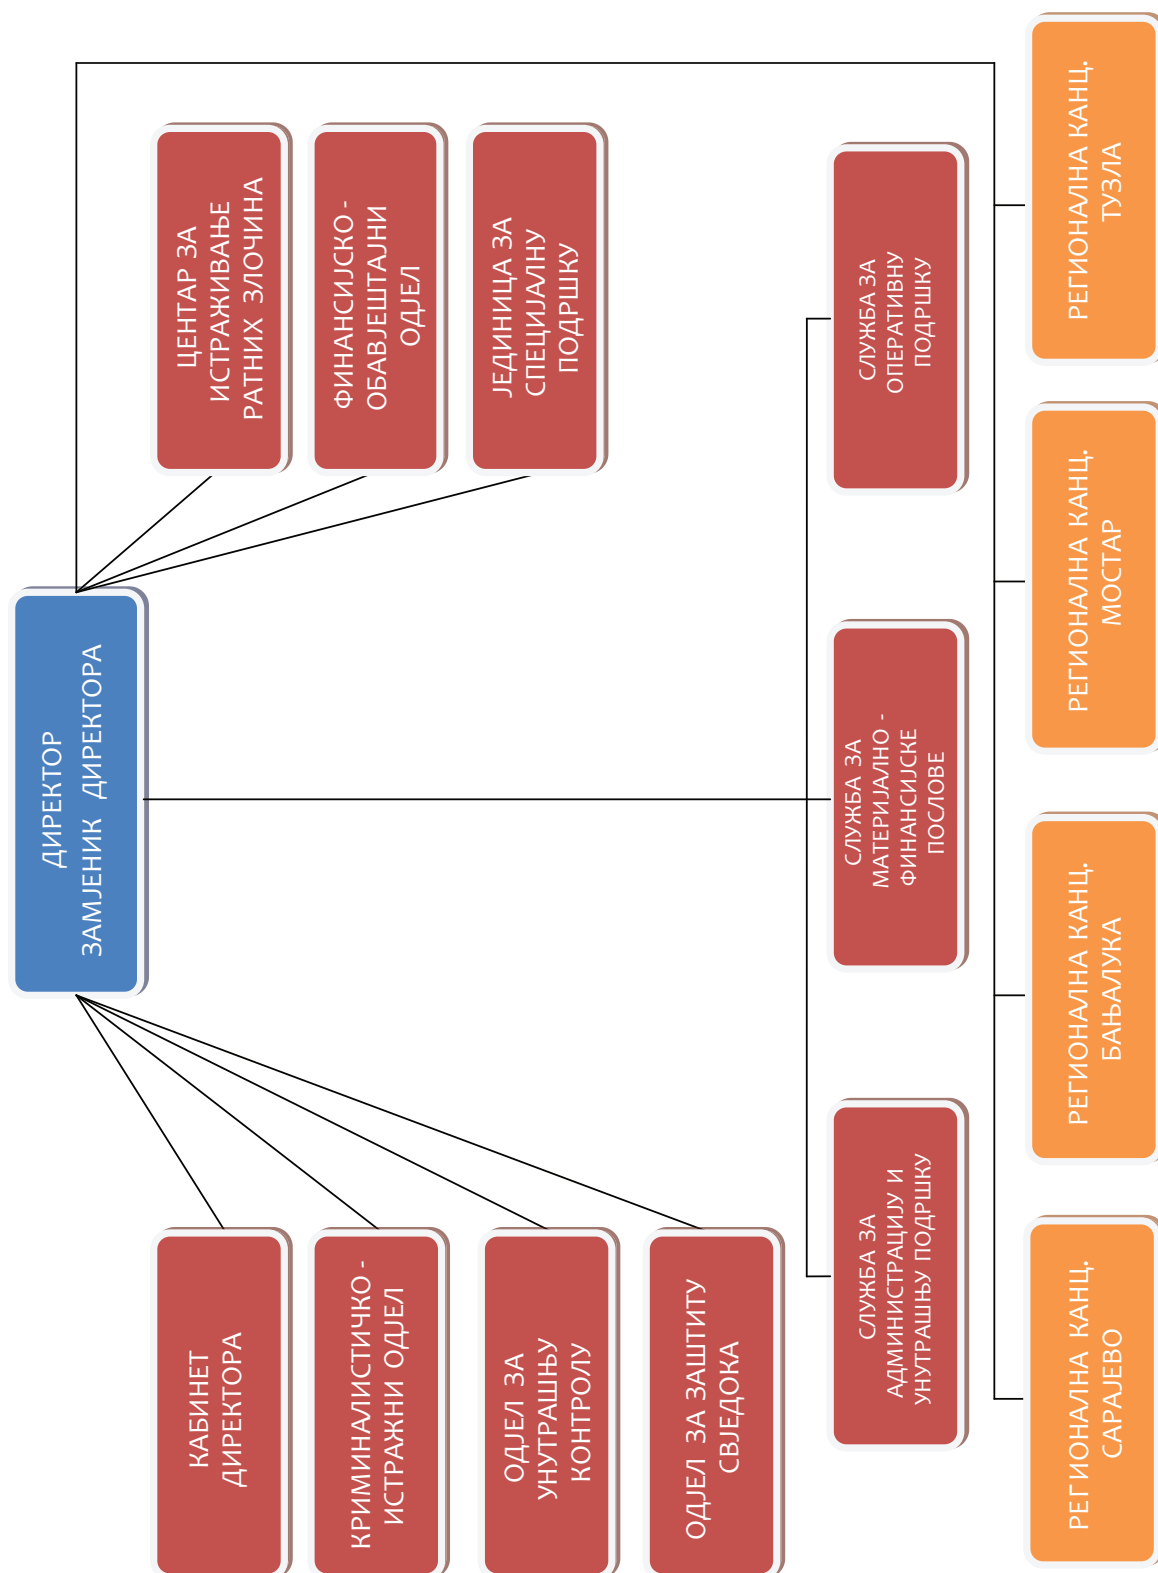 ДИРЕКТОР
ЗАМЈЕНИК ДИРЕКТОРА
КАБИНЕТ
ДИРЕКТОРА
КРИМИНАЛИСТИЧКО -
ИСТРАЖНИ ОДЈЕЛ
ОДЈЕЛ ЗА
УНУТРАШЊУ
КОНТРОЛУ
ОДЈЕЛ ЗА ЗАШТИТУ
СВЈЕДОКА
ЦЕНТАР ЗА
ИСТРАЖИВАЊЕ
РАТНИХ ЗЛОЧИНА
ФИНАНСИЈСКО -
ОБАВЈЕШТАЈНИ
ОДЈЕЛ
ЈЕДИНИЦА ЗА
СПЕЦИЈАЛНУ
ПОДРШКУ
СЛУЖБА ЗА
АДМИНИСТРАЦИЈУ И
УНУТРАШЊУ ПОДРШКУ
СЛУЖБА ЗА
МАТЕРИЈАЛНО -
ФИНАНСИЈСКЕ
ПОСЛОВЕ
СЛУЖБА ЗА
ОПЕРАТИВНУ
ПОДРШКУ
РЕГИОНАЛНА КАНЦ.
САРАЈЕВО
РЕГИОНАЛНА КАНЦ.
БАЊАЛУКА
РЕГИОНАЛНА КАНЦ.
МОСТАР
РЕГИОНАЛНА КАНЦ.
ТУЗЛА